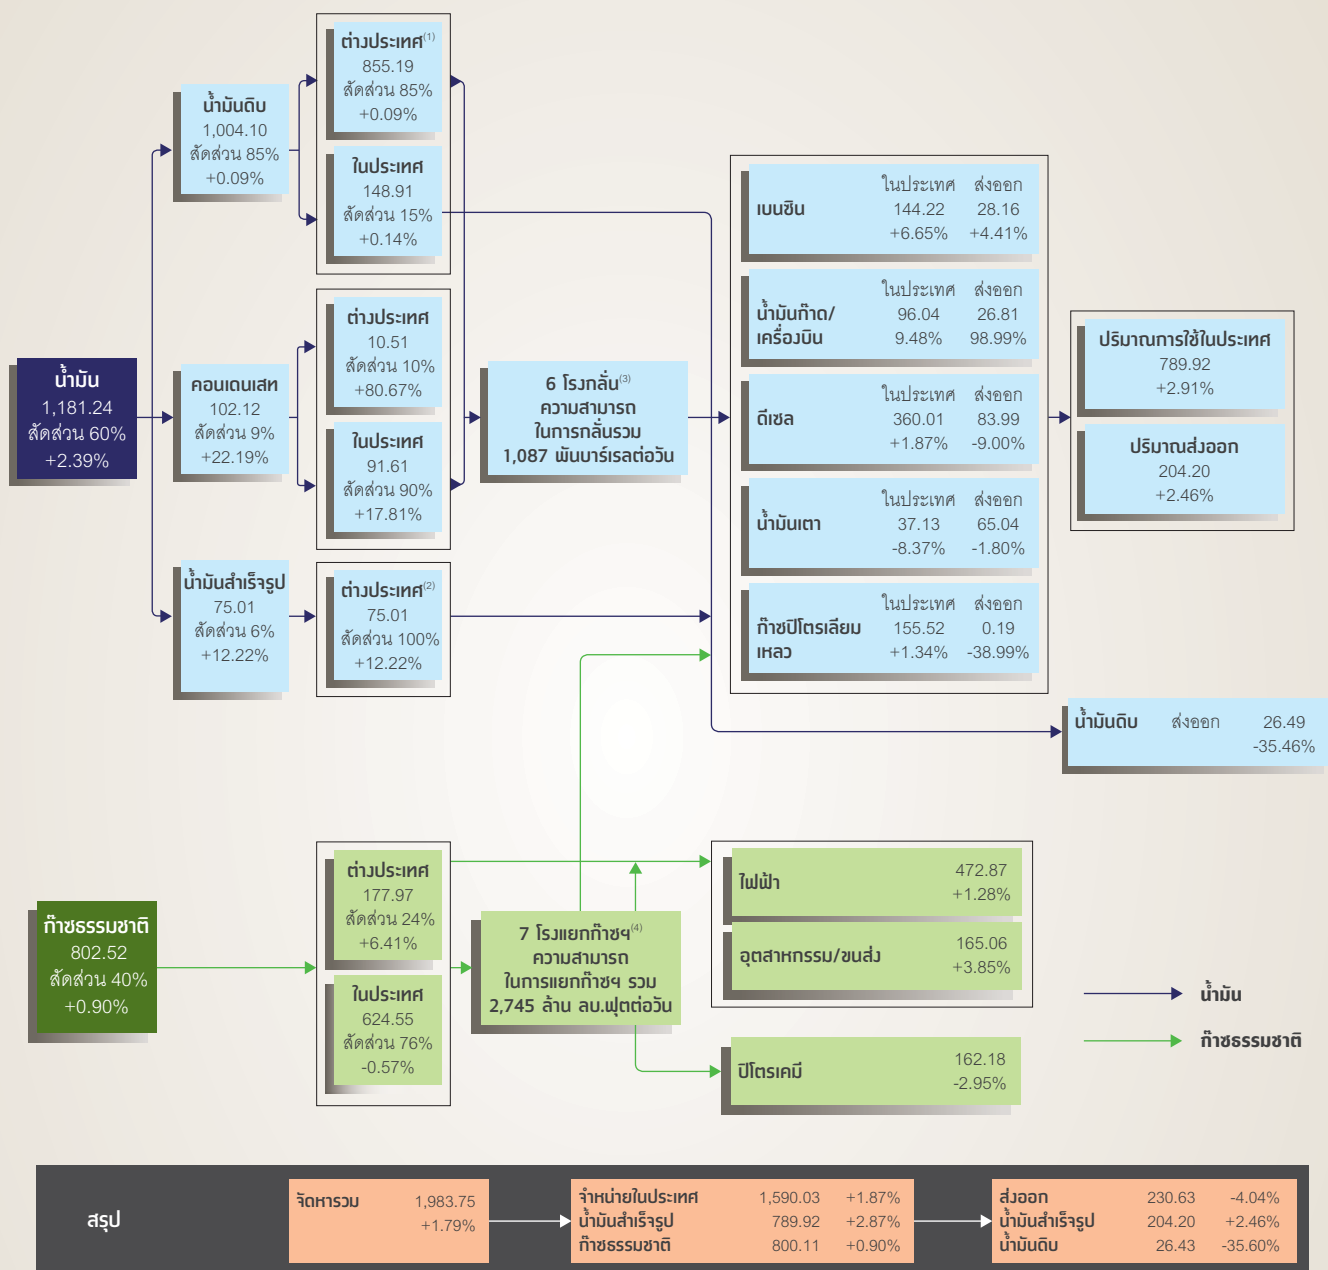 น้ำมัน
1,181.24
สัดส่วน 60%
+2.39%
น้ำมันดิบ
1,004.10
สัดส่วน 85%
+0.09%
คอนเดนเสท
102.12
สัดส่วน 9%
+22.19%
น้ำมันสำเร็จรูป
75.01
สัดส่วน 6%
+12.22%
ต่างประเทศ(1)
855.19
สัดส่วน 85%
+0.09%
ในประเทศ
148.91
สัดส่วน 15%
+0.14%
ต่างประเทศ
10.51
สัดส่วน 10%
+80.67%
ในประเทศ
91.61
สัดส่วน 90%
+17.81%
ต่างประเทศ(2)
75.01
สัดส่วน 100%
+12.22%
6 โรงกลั่น(3)
ความสามารถ
ในการกลั่นรวม
1,087 พันบาร์เรลต่อวัน
เบนซิน
ในประเทศ ส่งออก
144.22 28.16
+6.65% +4.41%
น้ำมันก๊าด/
เครื่องบิน
ในประเทศ ส่งออก
96.04 26.81
9.48% 98.99%
ดีเซล
ในประเทศ ส่งออก
360.01 83.99
+1.87% -9.00%
น้ำมันเตา
ในประเทศ ส่งออก
37.13 65.04
-8.37% -1.80%
ก๊าซปิโตรเลียม
เหลว
ในประเทศ ส่งออก
155.52 0.19
+1.34% -38.99%
ปริมาณการใช้ในประเทศ
789.92
+2.91%
ปริมาณส่งออก
204.20
+2.46%
น้ำมันดิบ ส่งออก 26.49
-35.46%
ก๊าซธรรมชาติ
802.52
สัดส่วน 40%
+0.90%
ต่างประเทศ
177.97
สัดส่วน 24%
+6.41%
ในประเทศ
624.55
สัดส่วน 76%
-0.57%
7 โรงแยกก๊าซฯ(4)
ความสามารถ
ในการแยกก๊าซฯ รวม
2,745 ล้าน ลบ.ฟุตต่อวัน
ไฟฟ้า 472.87
+1.28%
อุตสาหกรรม/ขนส่ง 165.06
+3.85%
ปิโตรเคมี 162.18
-2.95%
น้ำมัน
ก๊าซธรรมชาติ
สรุป
จัดหารวม 1,983.75
+1.79%
จำหน่ายในประเทศ 1,590.03 +1.87%
น้ำมันสำเร็จรูป 789.92 +2.87%
ก๊าซธรรมชาติ 800.11 +0.90%
ส่งออก 230.63 -4.04%
น้ำมันสำเร็จรูป 204.20 +2.46%
น้ำมันดิบ 26.43 -35.60%